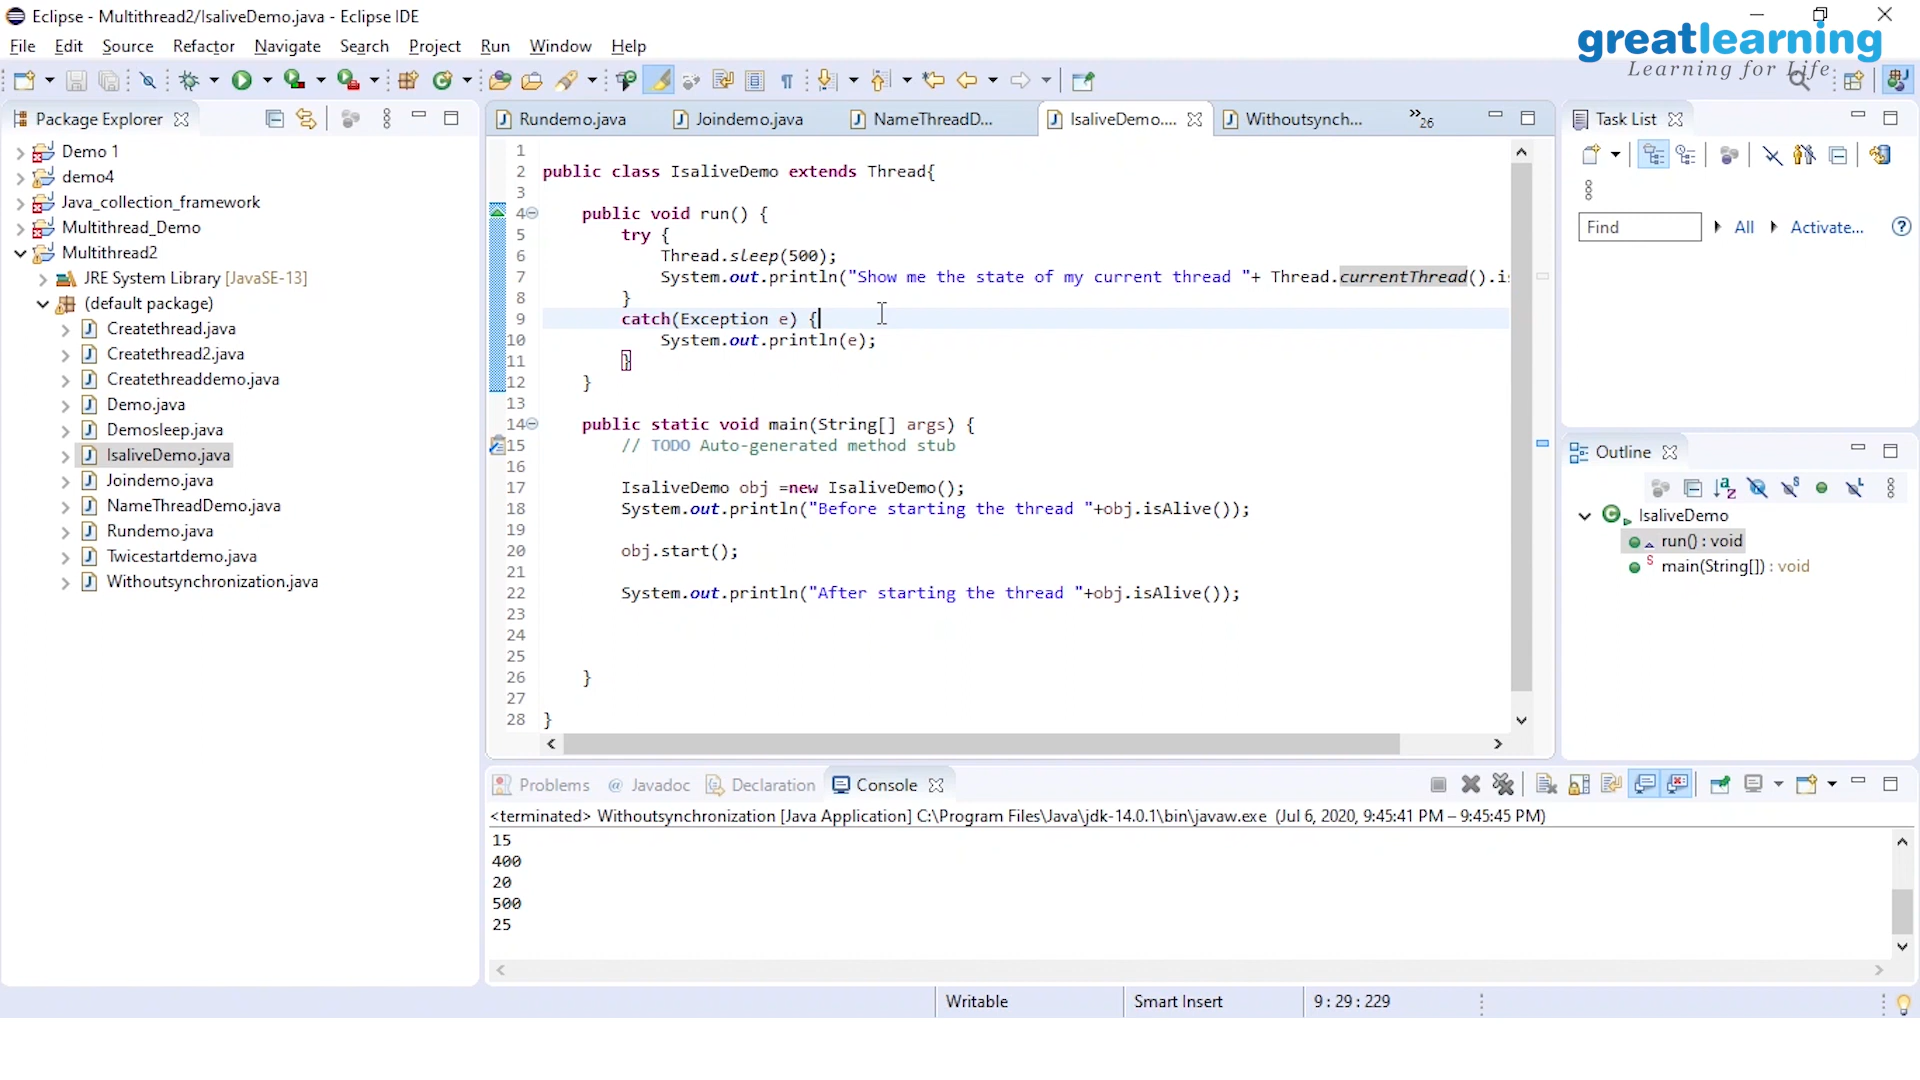 Eclipse - Multithread2/IsaliveDemo.java - Eclipse IDE
greatlearning
Learning for Life
File Edit Source Refactor Navigate Search Project Run Window Help
Package Explorer
Demo 1
demo4
Java_collection_framework
Multithread_Demo
Multithread2
JRE System Library [JavaSE-13]
(default package)
Createthread.java
Createthread2.java
Createthreaddemo.java
Demo.java
Demosleep.java
IsaliveDemo.java
Joindemo.java
NameThreadDemo.java
Rundemo.java
Twicestartdemo.java
Withoutsynchronization.java
Rundemo.java Joindemo.java NameThreadD... IsaliveDemo.... Withoutsynch... »26
1
2 public class IsaliveDemo extends Thread{
3
4 public void run() {
5 try {
6 Thread.sleep(500);
7 System.out.println("Show me the state of my current thread "+ Thread.currentThread().is
8 }
9 catch(Exception e) {
10 System.out.println(e);
11 }
12 }
13
14 public static void main(String[] args) {
15 // TODO Auto-generated method stub
16
17 IsaliveDemo obj =new IsaliveDemo();
18 System.out.println("Before starting the thread "+obj.isAlive());
19
20 obj.start();
21
22 System.out.println("After starting the thread "+obj.isAlive());
23
24
25
26 }
27
28 }
Task List
Find All Activate...
Outline
IsaliveDemo
run() : void
main(String[]) : void
Problems Javadoc Declaration Console
<terminated> Withoutsynchronization [Java Application] C:\Program Files\Java\jdk-14.0.1\bin\javaw.exe (Jul 6, 2020, 9:45:41 PM – 9:45:45 PM)
15
400
20
500
25
Writable Smart Insert 9 : 29 : 229